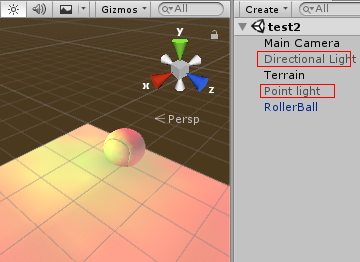 Gizmos All
Create All
test2
Main Camera
Directional Light
Terrain
Point light
RollerBall
y
x
z
Persp